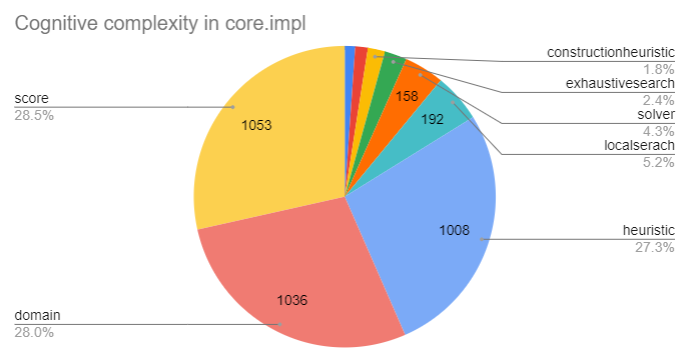 Cognitive complexity in core.impl
constructionheuristic
1.8%
exhaustivesearch
2.4%
solver
4.3%
localserach
5.2%
heuristic
27.3%
score
28.5%
domain
28.0%
158
192
1053
1008
1036